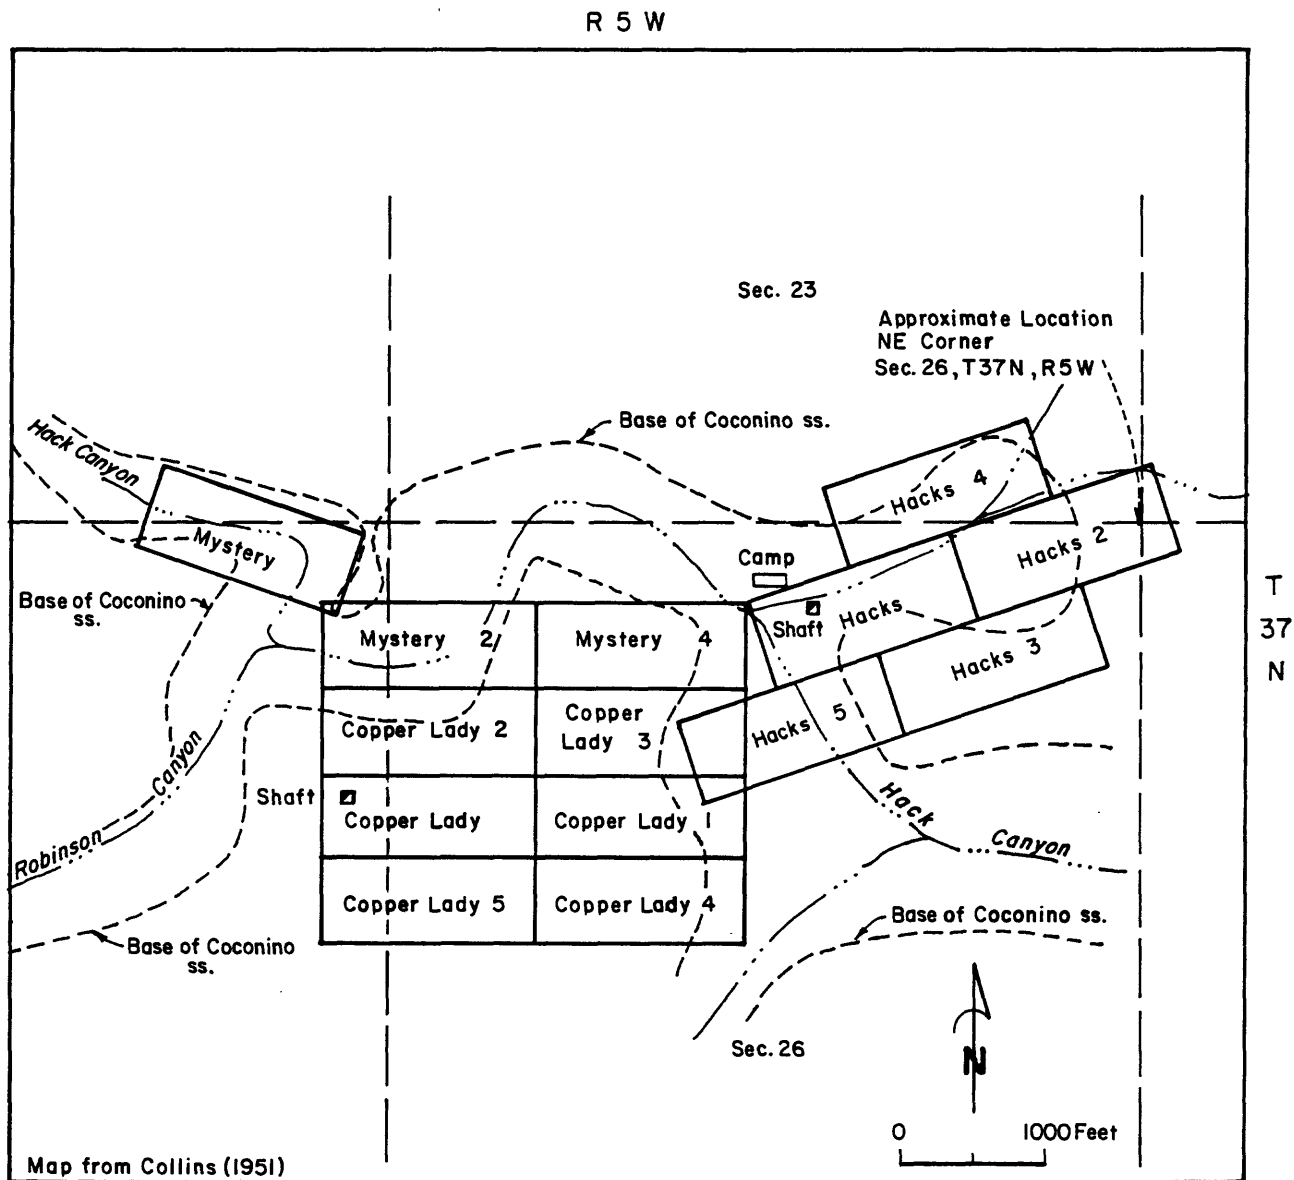 R 5 W
Sec. 23
Approximate Location
NE Corner
Sec. 26, T37N, R5W
Base of Coconino ss.
Hack Canyon
Mystery
Hacks 4
Hacks 2
Camp
Shaft
Hacks
Hacks 3
Hacks 5
T
37
N
Base of Coconino
ss.
Mystery 2
Mystery 4
Copper Lady 2
Copper
Lady 3
Shaft
Copper Lady
Copper Lady 1
Copper Lady 5
Copper Lady 4
Robinson Canyon
Hack Canyon
Base of Coconino
ss.
Base of Coconino ss.
Sec. 26
N
0 1000 Feet
Map from Collins (1951)